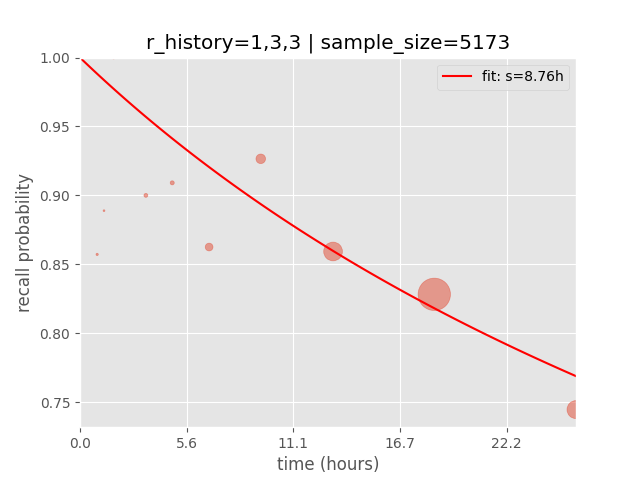 r_history=1,3,3 | sample_size=5173
fit: s=8.76h
1.00
0.95
0.90
0.85
0.80
0.75
recall probability
0.0
5.6
11.1
16.7
22.2
time (hours)